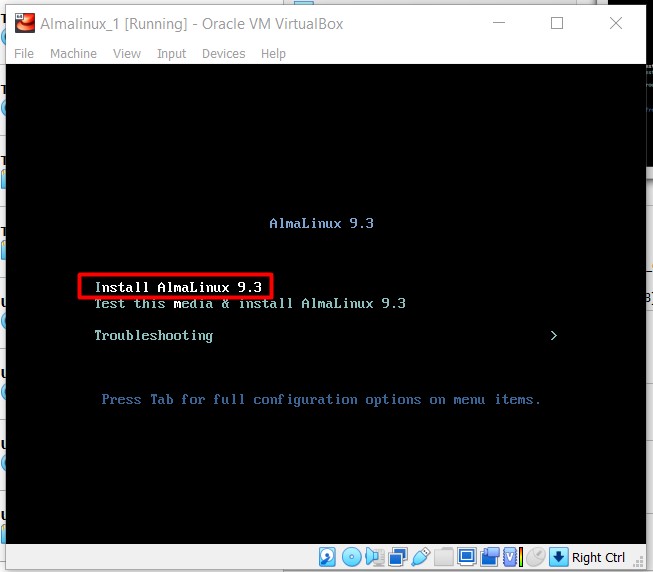 Almalinux_1 [Running] - Oracle VM VirtualBox
File Machine View Input Devices Help
AlmaLinux 9.3
Install AlmaLinux 9.3
Test this media & install AlmaLinux 9.3
Troubleshooting >
Press Tab for full configuration options on menu items.
Right Ctrl